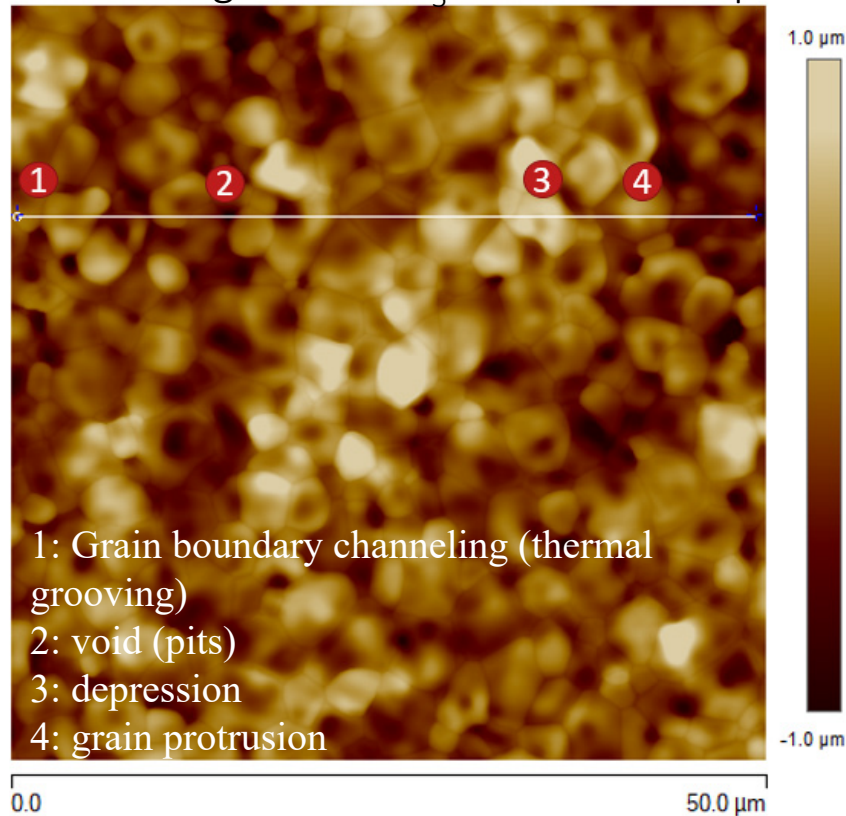 1.0 µm
1 2 3 4
1: Grain boundary channeling (thermal
grooving)
2: void (pits)
3: depression
4: grain protrusion
-1.0 µm
0.0 50.0 µm